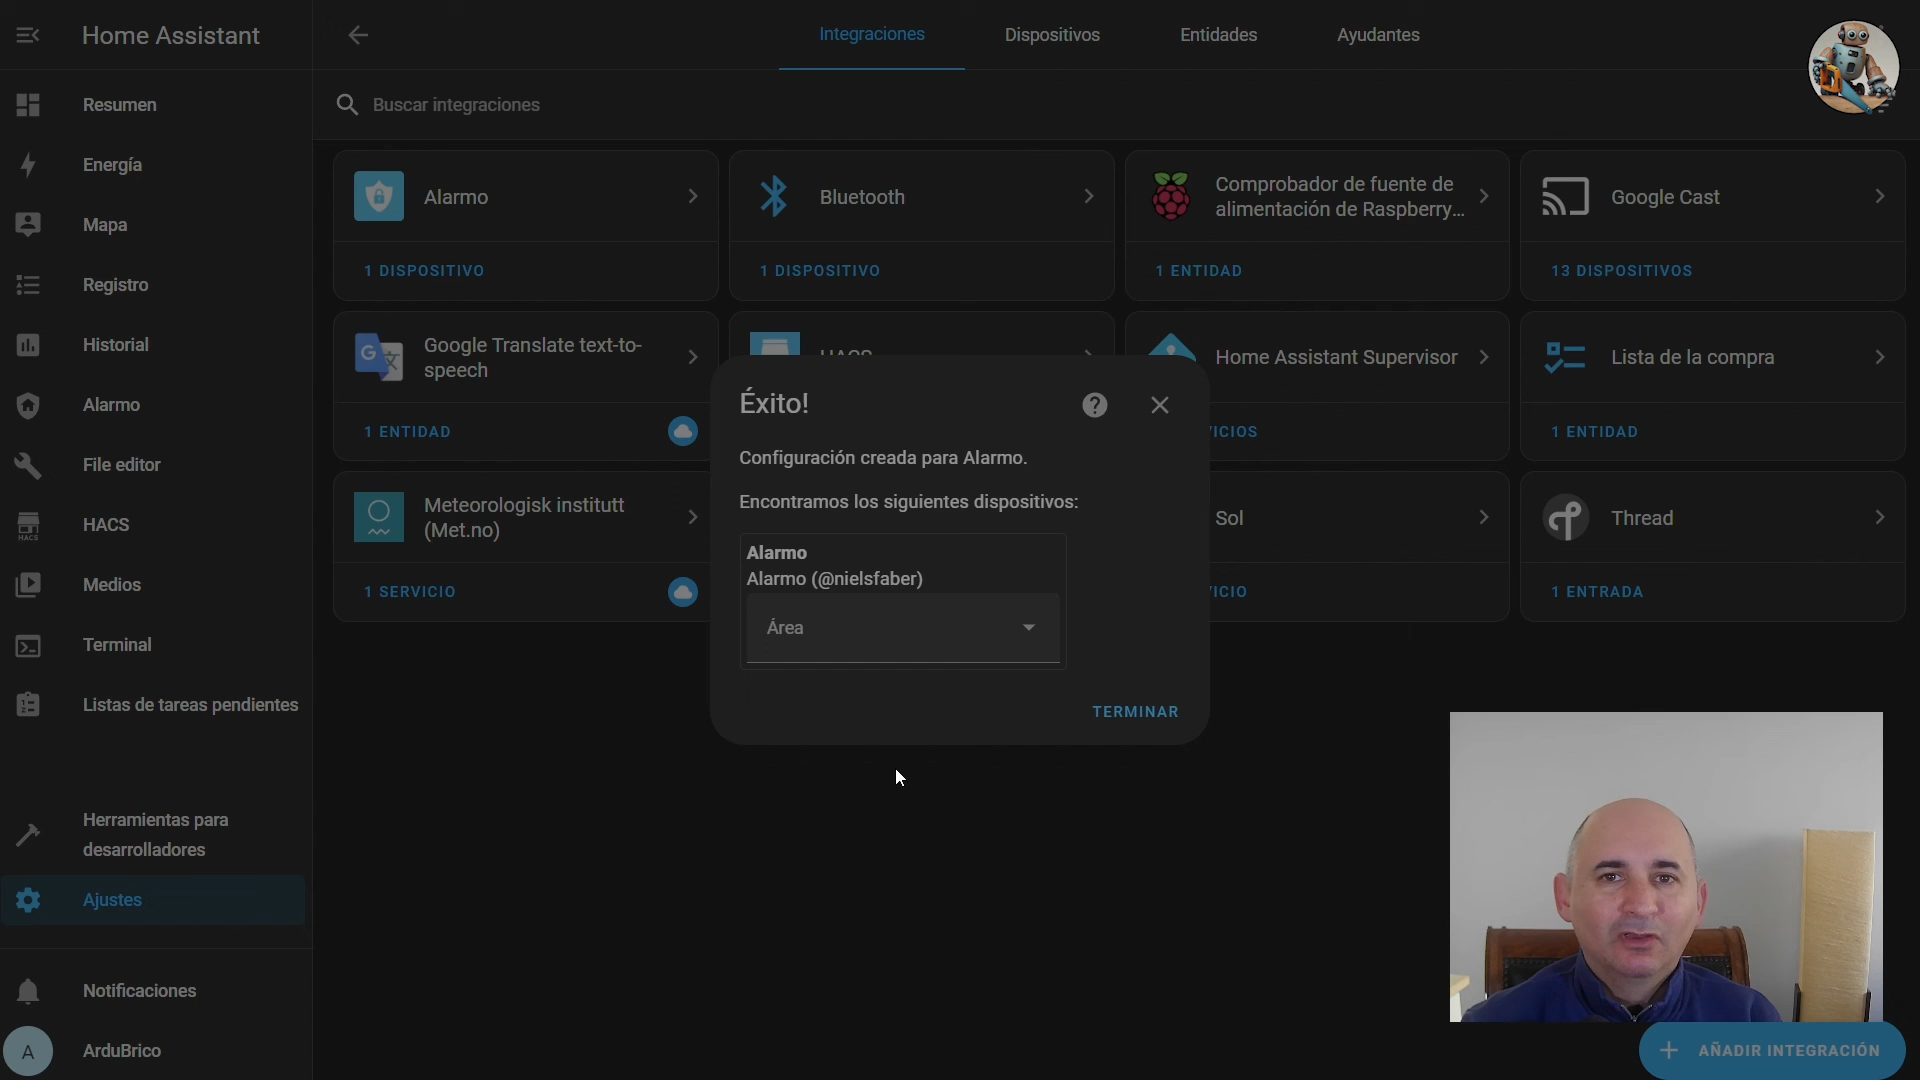 Home Assistant
Integraciones
Dispositivos
Entidades
Ayudantes
Buscar integraciones
Resumen
Energía
Mapa
Registro
Historial
Alarmo
File editor
HACS
HACS
Medios
Terminal
Listas de tareas pendientes
Herramientas para
desarrolladores
Ajustes
Notificaciones
A
ArduBrico
Alarmo
1 DISPOSITIVO
Bluetooth
1 DISPOSITIVO
Comprobador de fuente de
alimentación de Raspberry...
1 ENTIDAD
Google Cast
13 DISPOSITIVOS
G
Google Translate text-to-
speech
1 ENTIDAD
HACS
Home Assistant Supervisor
VICIOS
Lista de la compra
1 ENTIDAD
Meteorologisk institutt
(Met.no)
1 SERVICIO
Sol
VICIO
Thread
1 ENTRADA
Éxito!
Configuración creada para Alarmo.
Encontramos los siguientes dispositivos:
Alarmo
Alarmo (@nielsfaber)
Área
TERMINAR
AÑADIR INTEGRACIÓN